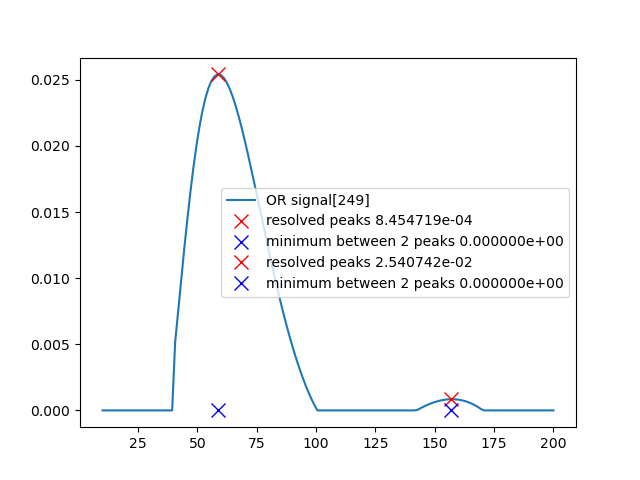 0.025
0.020
0.015
0.010
0.005
0.000
OR signal[249]
resolved peaks 8.454719e-04
minimum between 2 peaks 0.000000e+00
resolved peaks 2.540742e-02
minimum between 2 peaks 0.000000e+00
25 50 75 100 125 150 175 200